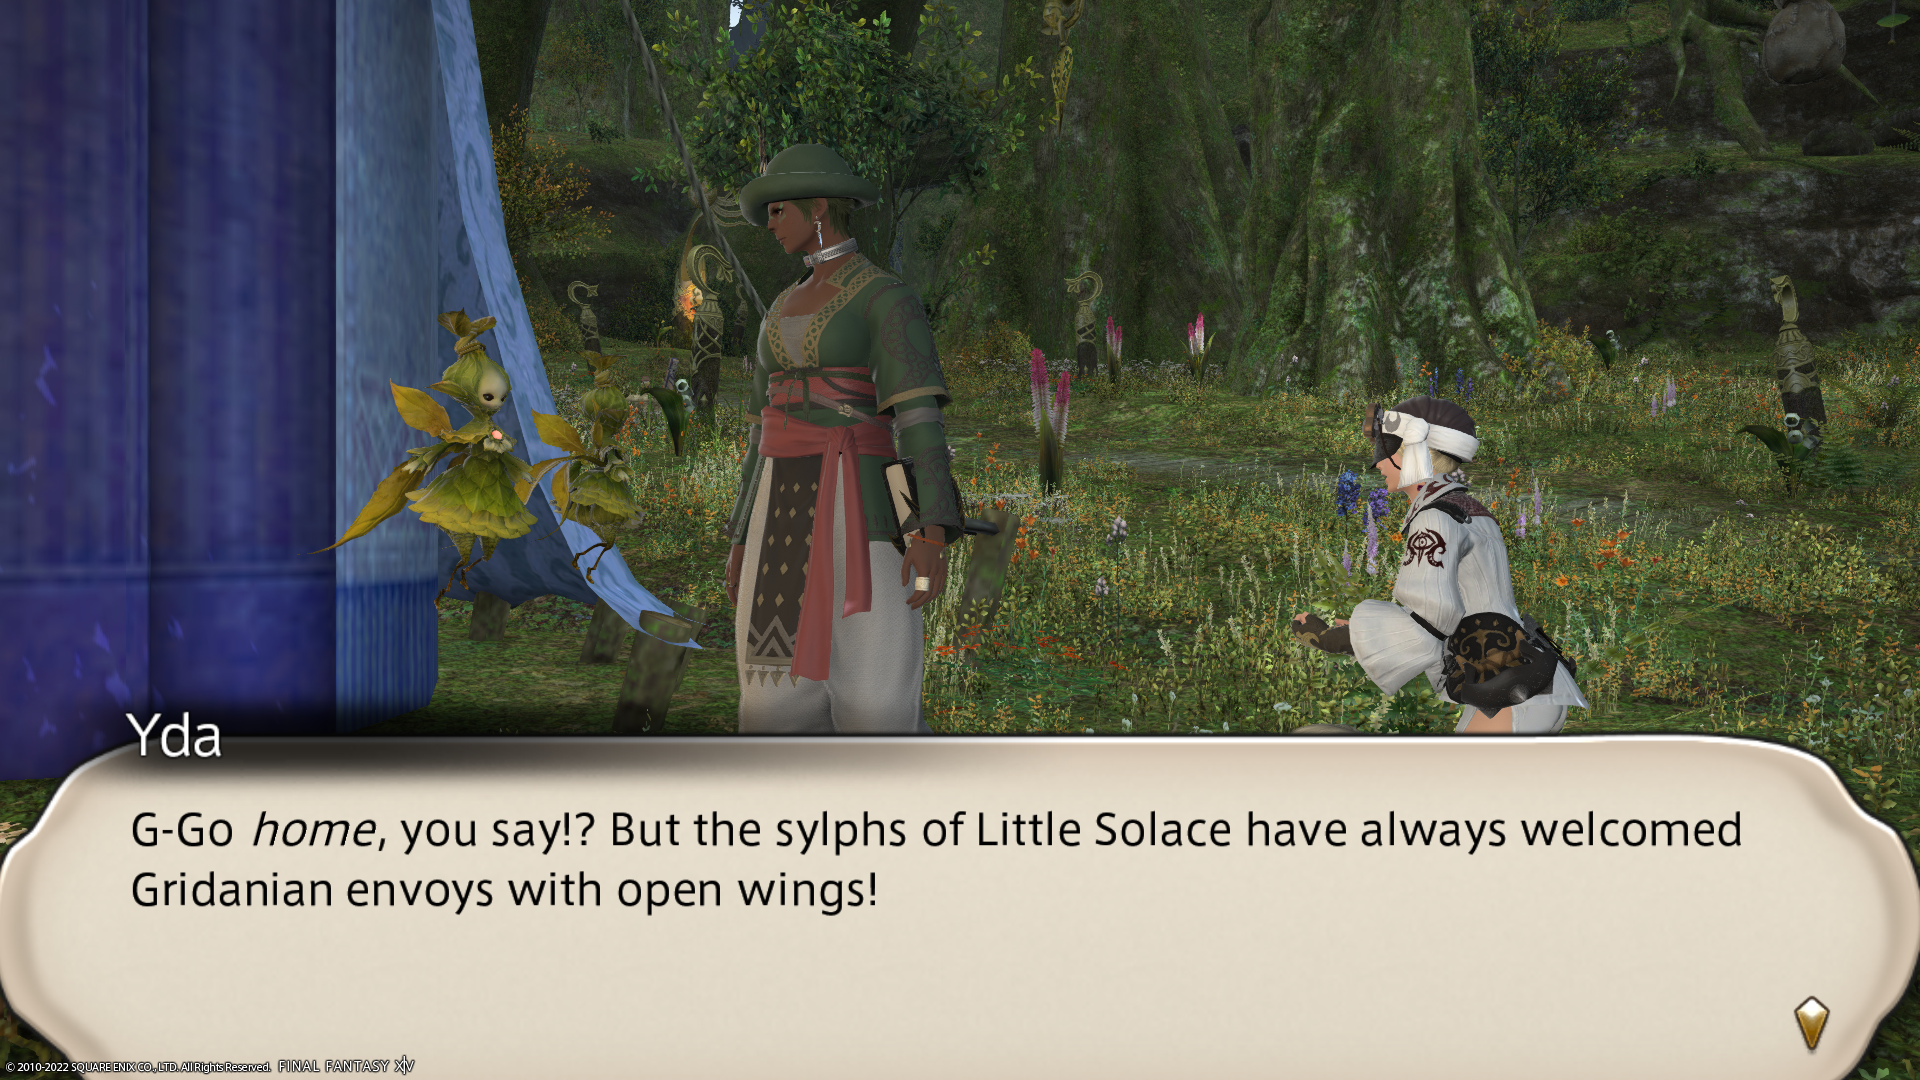 Yda
G-Go home, you say!? But the sylphs of Little Solace have always welcomed
Gridanian envoys with open wings!
© 2010-2022 SQUARE ENIX CO., LTD. All Rights Reserved. FINAL FANTASY XIV